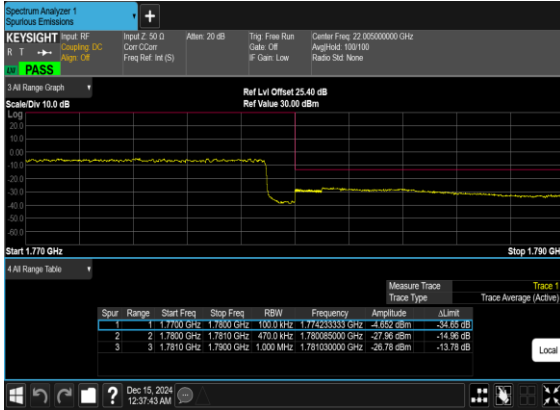 Spectrum Analyzer 1
Spurious Emissions
+
KEYSIGHT Input: RF Input Z: 50 Ω Atten: 20 dB Trig: Free Run Center Freq: 22.005000000 GHz
R T Coupling: DC Corr CCorr Gate: Off Avg|Hold: 100/100
Align: Off Freq Ref: Int (S) IF Gain: Low Radio Std: None
PASS
3 All Range Graph
Ref Lvl Offset 25.40 dB
Scale/Div 10.0 dB Ref Value 30.00 dBm
Log
20.0
10.0
0.00
-10.0
-20.0
-30.0
-40.0
-50.0
-60.0
Start 1.770 GHz Stop 1.790 GH
4 All Range Table
Measure Trace Trace 1
Trace Type Trace Average (Active)
Spur Range Start Freq Stop Freq RBW Frequency Amplitude ΔLimit
1 1 1.7700 GHz 1.7800 GHz 100.0 kHz 1.774233333 GHz -4.652 dBm -34.65 dB
2 2 1.7800 GHz 1.7810 GHz 470.0 kHz 1.780085000 GHz -27.96 dBm -14.96 dB
3 3 1.7810 GHz 1.7900 GHz 1.000 MHz 1.781030000 GHz -26.78 dBm -13.78 dB
Local
?
Dec 15, 2024
12:37:43 AM